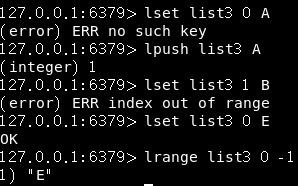 127.0.0.1:6379> lset list3 0 A
(error) ERR no such key
127.0.0.1:6379> lpush list3 A
(integer) 1
127.0.0.1:6379> lset list3 1 B
(error) ERR index out of range
127.0.0.1:6379> lset list3 0 E
OK
127.0.0.1:6379> lrange list3 0 -1
1) "E"